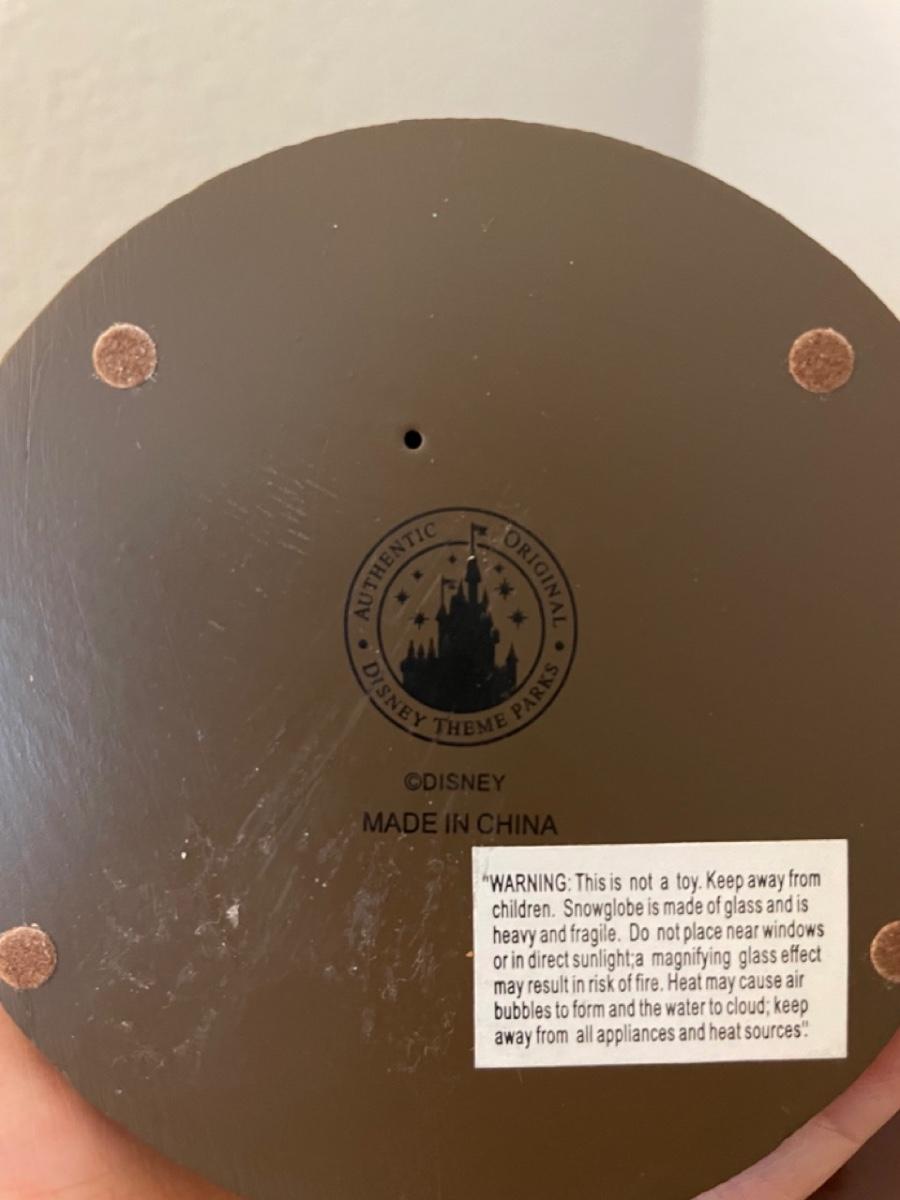 AUTHENTIC ORIGINAL
DISNEY THEME PARKS
©DISNEY
MADE IN CHINA
"WARNING: This is not a toy. Keep away from
children. Snowglobe is made of glass and is
heavy and fragile. Do not place near windows
or in direct sunlight;a magnifying glass effect
may result in risk of fire. Heat may cause air
bubbles to form and the water to cloud; keep
away from all appliances and heat sources".